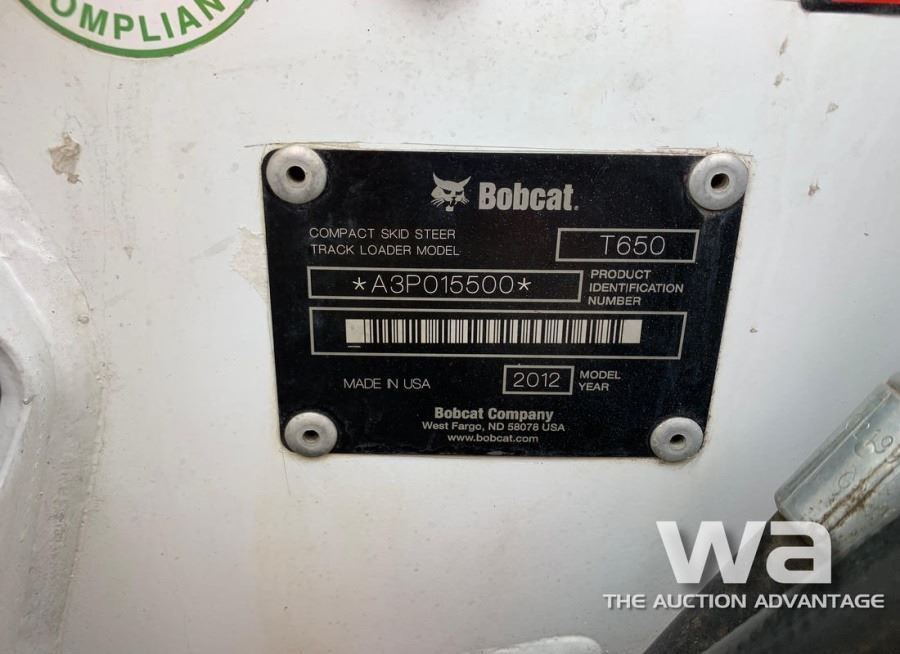 COMPLIANT
Bobcat.
COMPACT SKID STEER
TRACK LOADER MODEL
T650
*A3P015500*
PRODUCT
IDENTIFICATION
NUMBER
MADE IN USA
2012
MODEL
YEAR
Bobcat Company
West Fargo, ND 58078 USA
www.bobcat.com
wa
THE AUCTION ADVANTAGE